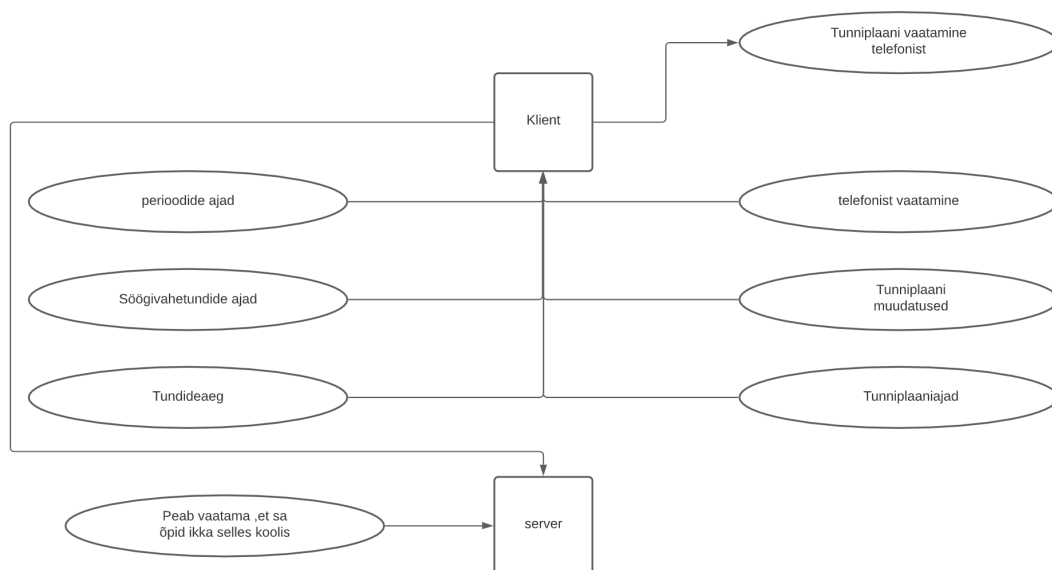 Tunniplaani vaatamine
telefonist
Klient
perioodide ajad
telefonist vaatamine
Söögivahetundide ajad
Tunniplaani
muudatused
Tundideaeg
Tunniplaaniajad
Peab vaatama ,et sa
õpid ikka selles koolis
server